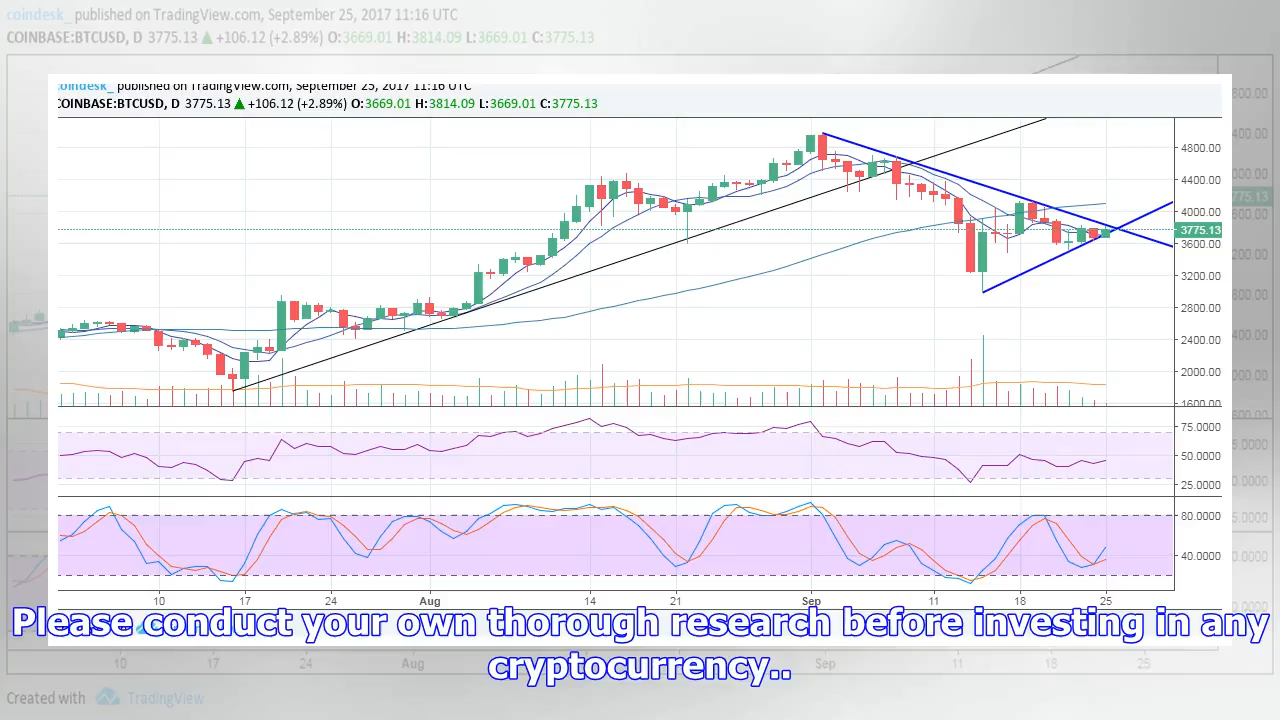 coindesk_ published on TradingView.com, September 25, 2017 11:16 UTC
COINBASE:BTCUSD, D 3775.13 ▲ +106.12 (+2.89%) O:3669.01 H:3814.09 L:3669.01 C:3775.13
coindesk_ published on TradingView.com, September 25, 2017 11:16 UTC
COINBASE:BTCUSD, D 3775.13 ▲ +106.12 (+2.89%) O:3669.01 H:3814.09 L:3669.01 C:3775.13
4800.00
4400.00
4000.00
3775.13
3600.00
3200.00
2800.00
2400.00
2000.00
1600.00
75.0000
50.0000
25.0000
80.0000
40.0000
10 17 24 Aug 14 21 Sep 11 18 25
Please conduct your own thorough research before investing in any
cryptocurrency..
10 17 24 Aug Sep 11 18 25
Created with TradingView